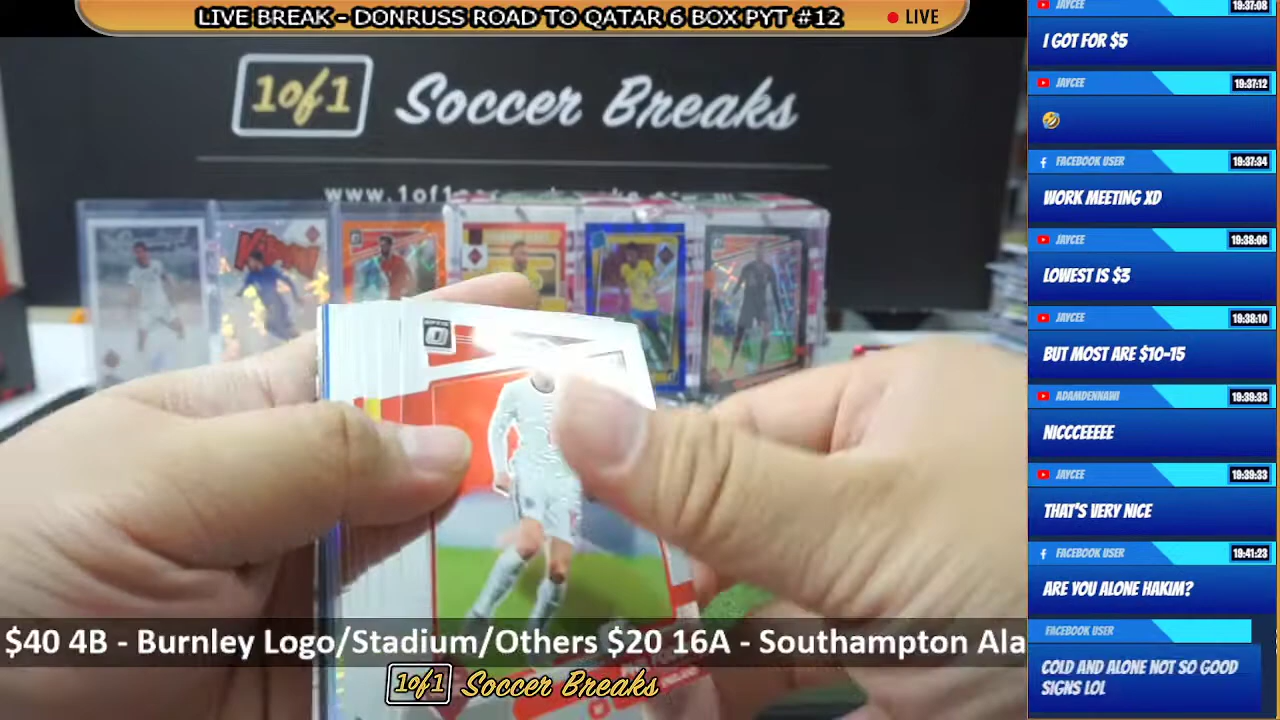 LIVE BREAK - DONRUSS ROAD TO QATAR 6 BOX PYT #12
LIVE
1of1 Soccer Breaks
JAYCEE 19:37:08
I GOT FOR $5
JAYCEE 19:37:12
FACEBOOK USER 19:37:34
WORK MEETING XD
JAYCEE 19:38:06
LOWEST IS $3
JAYCEE 19:38:10
BUT MOST ARE $10-15
ADAMDENNAWI 19:39:33
NICCCEEEEE
JAYCEE 19:39:33
THAT'S VERY NICE
FACEBOOK USER 19:41:23
ARE YOU ALONE HAKIM?
FACEBOOK USER
COLD AND ALONE NOT SO GOOD
SIGNS LOL
$40 4B - Burnley Logo/Stadium/Others $20 16A - Southampton Ala
1of1 Soccer Breaks